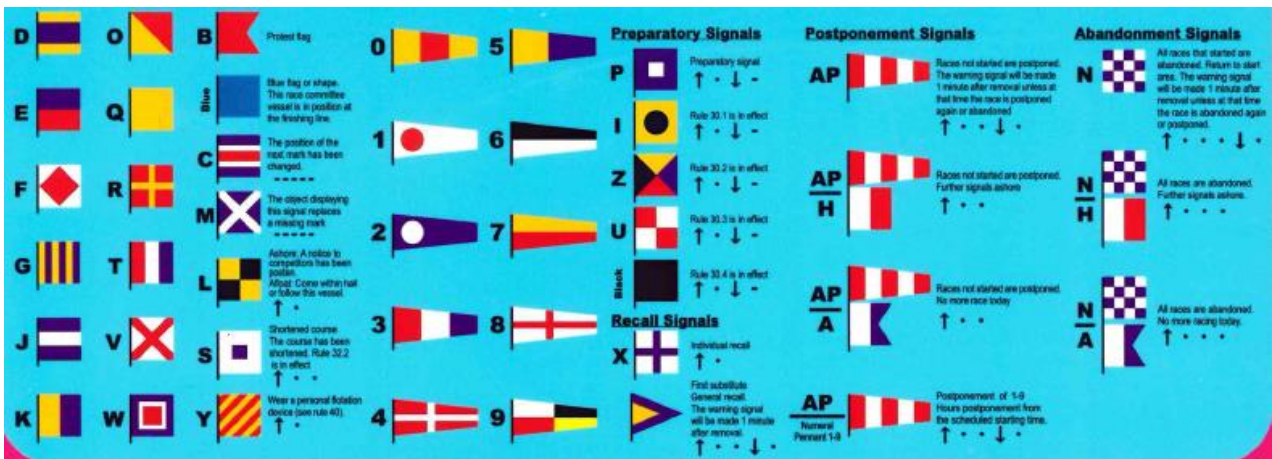 D
E
F
G
J
K
O
Q
R
T
V
W
B
Protest flag
Blue
Blue flag or shape.
This race committee
vessel is in position at
the finishing line.
C
The position of the
next mark has been
changed.
M
The object displaying
this signal replaces
a missing mark
L
Ashore: A notice to
competitors has been
Afloat: Come within hail
or follow this vessel.
S
Shortened course
The course has been
shortened. Rule 32.2
is in effect
Y
Wear a personal flotation
device (see rule 40).
0
1
2
3
4
5
6
7
8
9
Preparatory Signals
P
Preparatory signal
I
Rule 30.1 is in effect
Z
Rule 30.2 is in effect
U
Rule 30.3 is in effect
Black
Rule 30.4 is in effect
Recall Signals
X
Individual recall
First substitute
General recall.
The warning signal
will be made 1 minute
after removal.
Postponement Signals
AP
Races not started are postponed.
The warning signal will be made
1 minute after removal unless at
that time the race is postponed
again or abandoned
AP
H
Races not started are postponed.
Further signals ashore
AP
A
Races not started are postponed.
No more race today
AP
Numeral
Pennant 1-9
Postponement of 1-9
Hours postponement from
the scheduled starting time.
Abandonment Signals
N
All races that started are
abandoned. Return to start
area. The warning signal
will be made 1 minute after
removal unless at that time
the race is abandoned again
or postponed.
N
H
All races are abandoned.
Further signals ashore.
N
A
All races are abandoned.
No more racing today.